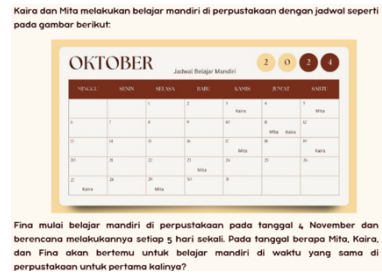 Kaira dan Mita melakukan belajar mandiri di perpustakaan dengan jadwal seperti
pada gambar berikut:
OKTOBER
Jadwal Belajar Mandiri
2 0 2 4
MINGGU SENIN SELASA RABU KAMIS JUM'AT SABTU
1 2 3 4 5
Kaira Mita
6 7 8 9 10 11 12
Mita Kaira
13 14 15 16 17 18 19
Mita Kaira
20 21 22 23 24 25 26
Mita
27 28 29 30 31
Kaira Mita
Fina mulai belajar mandiri di perpustakaan pada tanggal 4 November dan
berencana melakukannya setiap 5 hari sekali. Pada tanggal berapa Mita, Kaira,
dan Fina akan bertemu untuk belajar mandiri di waktu yang sama di
perpustakaan untuk pertama kalinya?